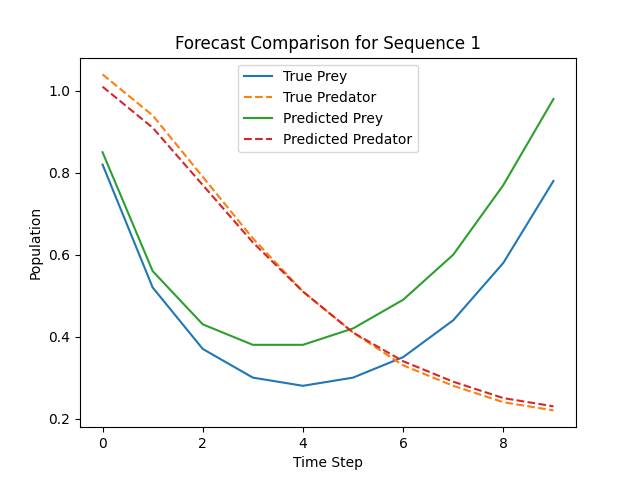 Forecast Comparison for Sequence 1
True Prey
True Predator
Predicted Prey
Predicted Predator
Population
1.0
0.8
0.6
0.4
0.2
0 2 4 6 8
Time Step